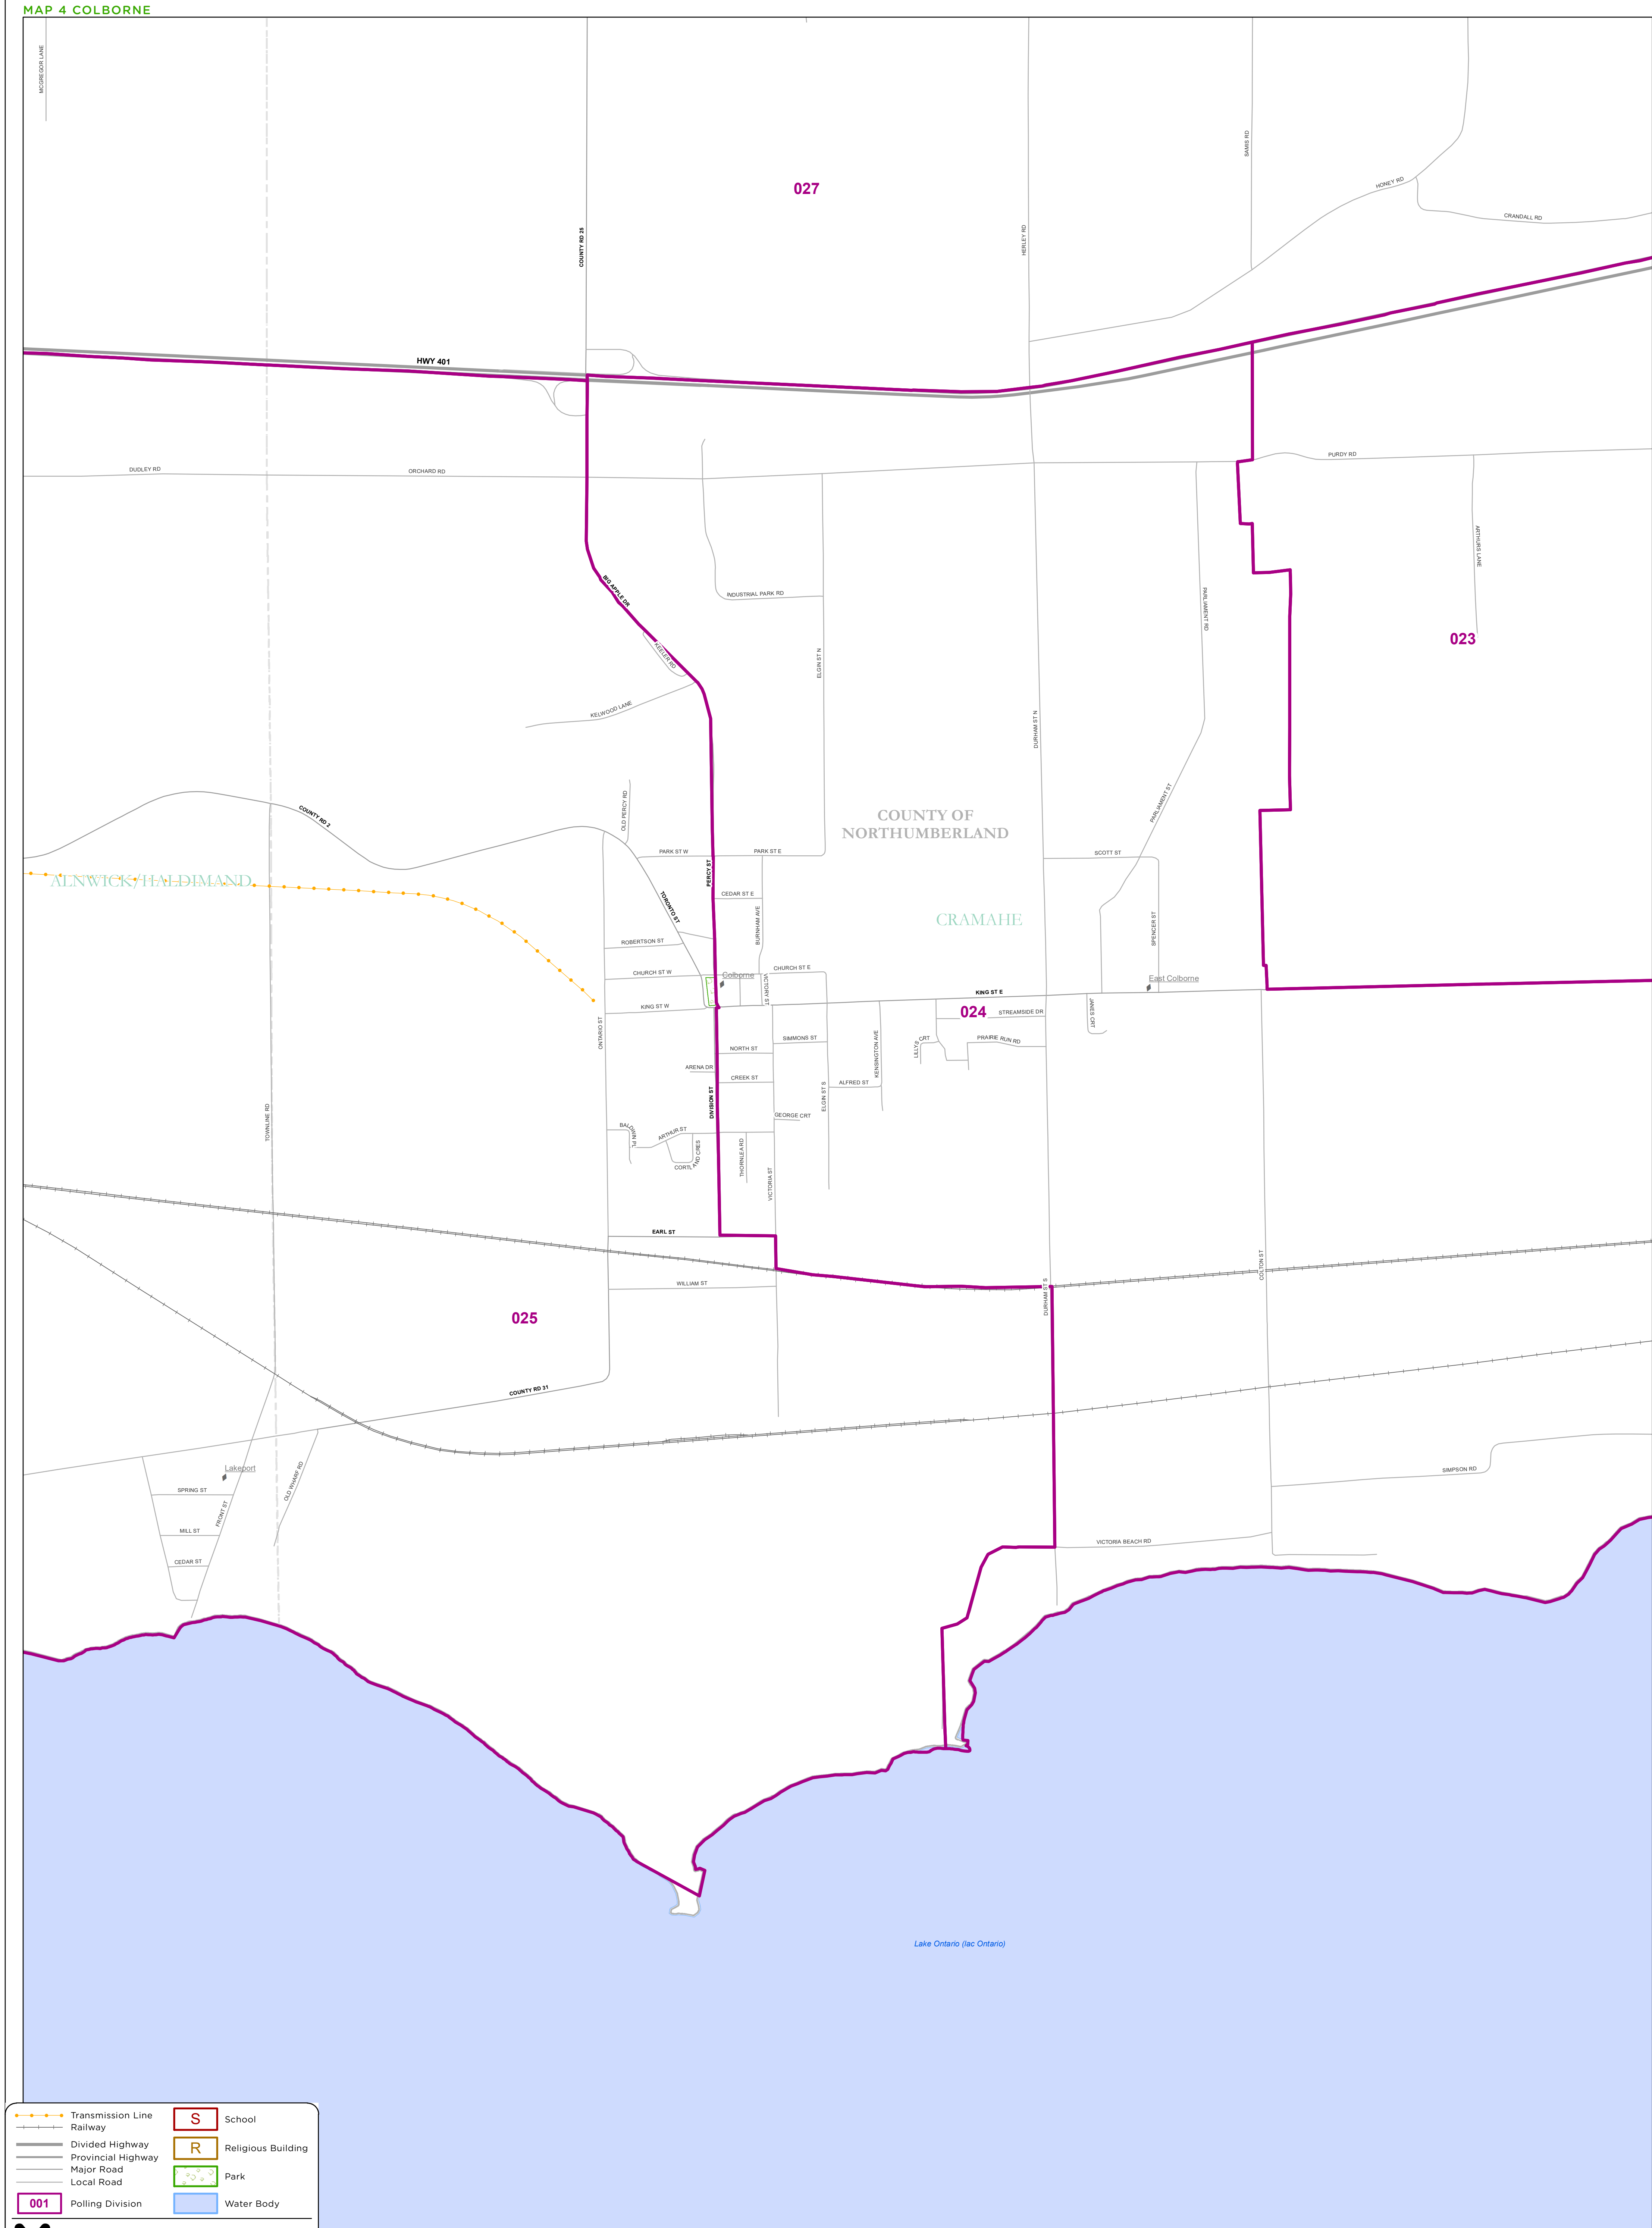 MAP 4 COLBORNE
MCGREGOR LANE
SAMIS RD
027
HONEY RD
CRANDALL RD
COUNTY RD 25
HERLEY RD
HWY 401
DUDLEY RD
ORCHARD RD
PURDY RD
ARTHURS LANE
BIG APPLE DR
INDUSTRIAL PARK RD
PARLIAMENT RD
023
KEELER RD
ELGIN ST N
KELWOOD LANE
DURHAM ST N
OLD PERCY RD
PARLIAMENT ST
COUNTY RD 2
COUNTY OF
NORTHUMBERLAND
PARK ST W
PARK ST E
SCOTT ST
PERCY ST
ALNWICK/HALDIMAND
CEDAR ST E
TORONTO ST
BURNHAM AVE
CRAMAHE
SPENCER ST
ROBERTSON ST
CHURCH ST W
Colborne
CHURCH ST E
VICTORY ST
East Colborne
KING ST E
KING ST W
024
STREAMSIDE DR
JANES CRT
ONTARIO ST
SIMMONS ST
KENSINGTON AVE
CRT
PRAIRIE RUN RD
NORTH ST
ARENA DR
CREEK ST
ALFRED ST
ELGIN ST S
DIVISION ST
GEORGE CRT
TOWNLINE RD
BALDWIN PL
ARTHUR ST
CORTLAND CRES
THORNLEA RD
VICTORIA ST
EARL ST
COLTON ST
WILLIAM ST
DURHAM ST S
025
COUNTY RD 31
Lakeport
OLD WHARF RD
SIMPSON RD
SPRING ST
FRONT ST
MILL ST
VICTORIA BEACH RD
CEDAR ST
Lake Ontario (lac Ontario)
Transmission Line
Railway
Divided Highway
Provincial Highway
Major Road
Local Road
001 Polling Division
S School
R Religious Building
Park
Water Body